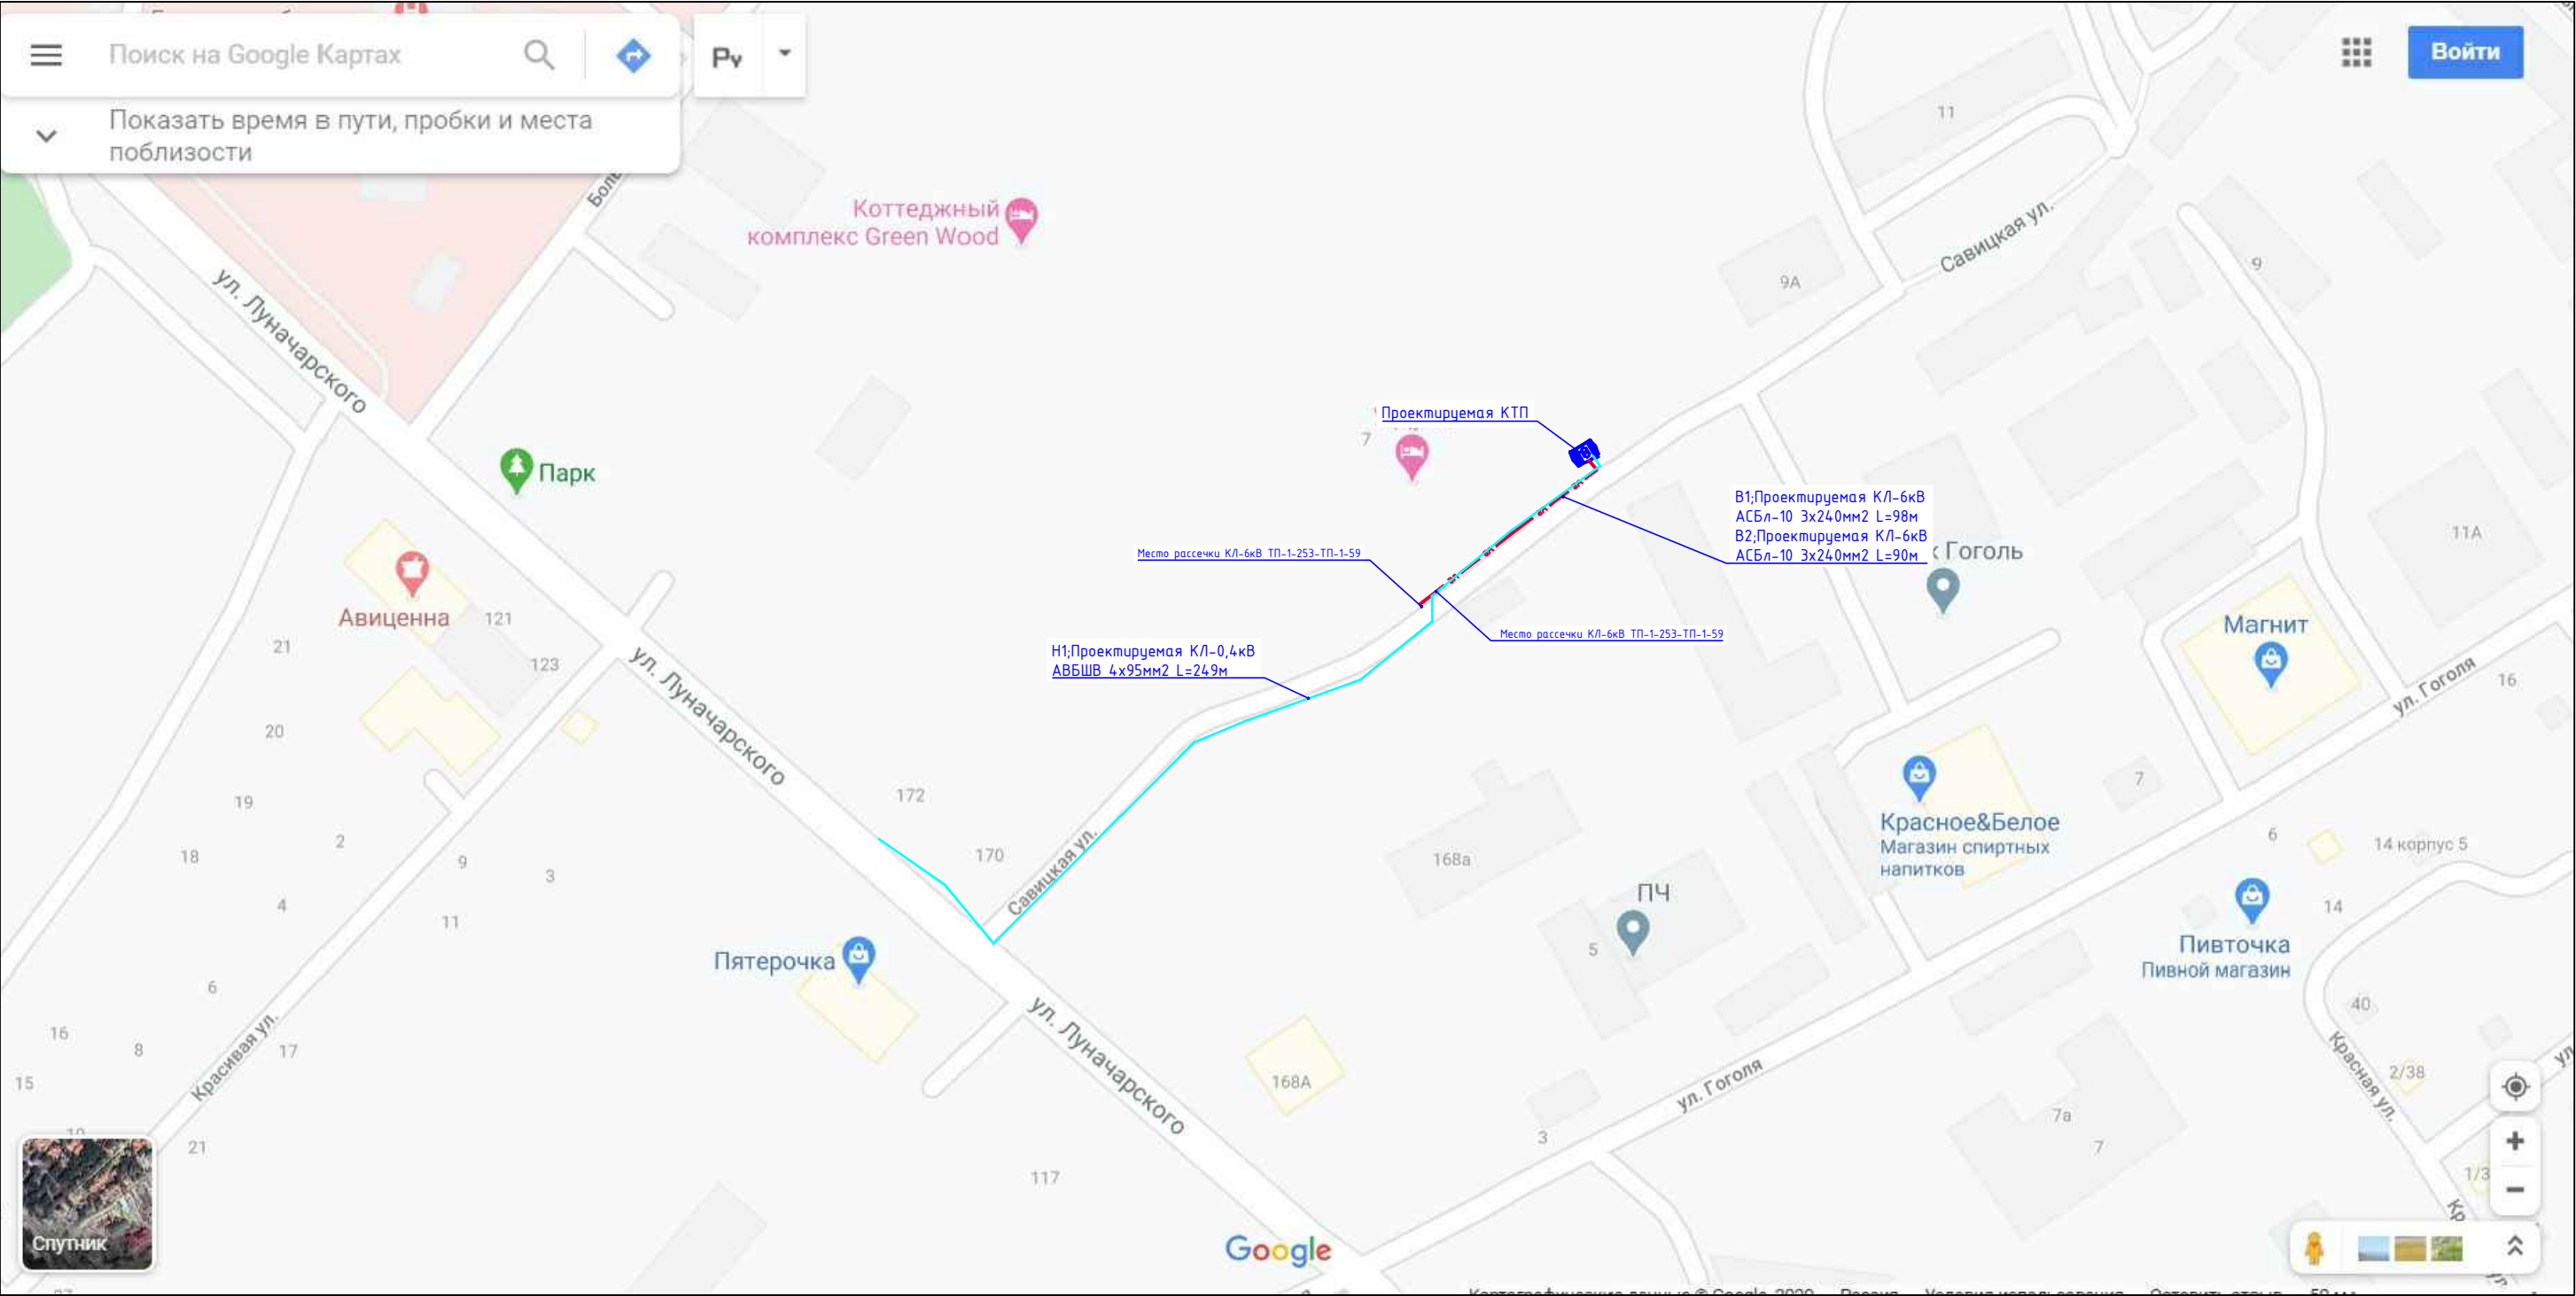 Поиск на Google Картах
Ру
Войти
Показать время в пути, пробки и места
поблизости
11
Коттеджный
комплекс Green Wood
Савицкая ул.
ул. Луначарского
9А
9
Проектируемая КТП
7
Парк
В1;Проектируемая КЛ-6кВ
АСБл-10 3х240мм2 L=98м
В2;Проектируемая КЛ-6кВ
АСБл-10 3х240мм2 L=90м
Гоголь
11А
Место рассечки КЛ-6кВ ТП-1-253-ТП-1-59
Авиценна
121
Магнит
21
Место рассечки КЛ-6кВ ТП-1-253-ТП-1-59
123
Н1;Проектируемая КЛ-0,4кВ
АВБШВ 4х95мм2 L=249м
ул. Луначарского
ул. Гоголя
16
20
7
19
172
Красное&Белое
Магазин спиртных
напитков
2
6
14 корпус 5
18
9
3
170
168а
Савицкая ул.
ПЧ
4
11
14
5
Пивточка
Пивной магазин
Пятерочка
6
40
16
8
17
Красивая ул.
ул. Луначарского
15
168А
ул. Гоголя
Красная ул.
2/38
7а
3
7
21
117
1/3
Спутник
Google